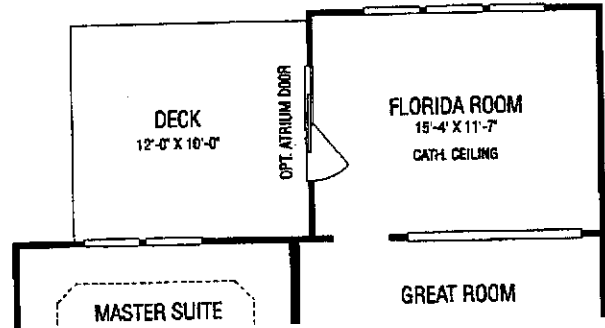 DECK
12'-0" X 10'-0"
OPT. ATRIUM DOOR
FLORIDA ROOM
15'-4" X 11'-7"
CATH. CEILING
MASTER SUITE
GREAT ROOM